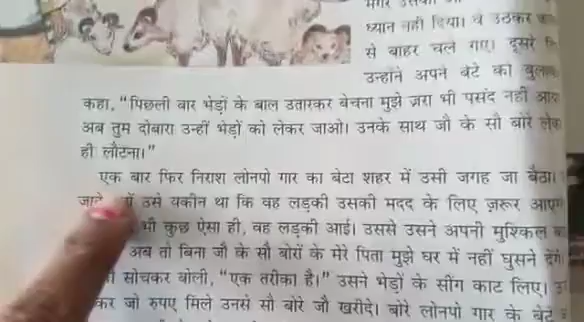 ध्यान नहीं दिया। वे उठकर
से बाहर चले गए। दूसरे
उन्होंने अपने बेटे को
कहा, “पिछली बार भेड़ों के बाल उतारकर बेचना मुझे ज़रा भी पसंद नहीं
अब तुम दोबारा उन्हीं भेड़ों को लेकर जाओ। उनके साथ जौ के सौ बोरे
ही लौटना।”
एक बार फिर निराश लोनपो गार का बेटा शहर में उसी जगह जा बैठा।
उसे यकीन था कि वह लड़की उसकी मदद के लिए ज़रूर
भी कुछ ऐसा ही, वह लड़की आई। उससे उसने अपनी मुश्किल
अब तो बिना जौ के सौ बोरों के मेरे पिता मुझे घर में नहीं घुसने देंगे।
सोचकर बोली, “एक तरीका है।” उसने भेड़ों के सींग काट लिए।
कर जो रुपए मिले उनसे सौ बोरे जौ खरीदे। बोरे लोनपो गार के बेटे